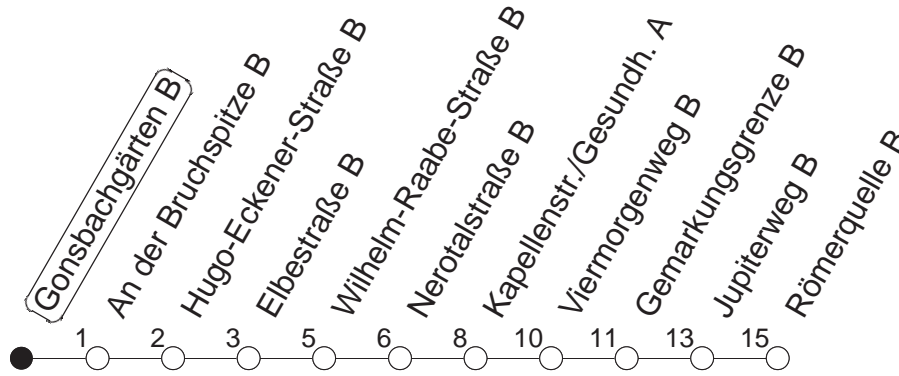 Gonsbachgärten B
An der Bruchspitze B
Hugo-Eckener-Straße B
Elbestraße B
Wilhelm-Raabe-Straße B
Nerotalstraße B
Kapellenstr./Gesundh. A
Viermorgenweg B
Gemarkungsgrenze B
Jupiterweg B
Römerquelle B
1 2 3 5 6 8 10 11 13 15